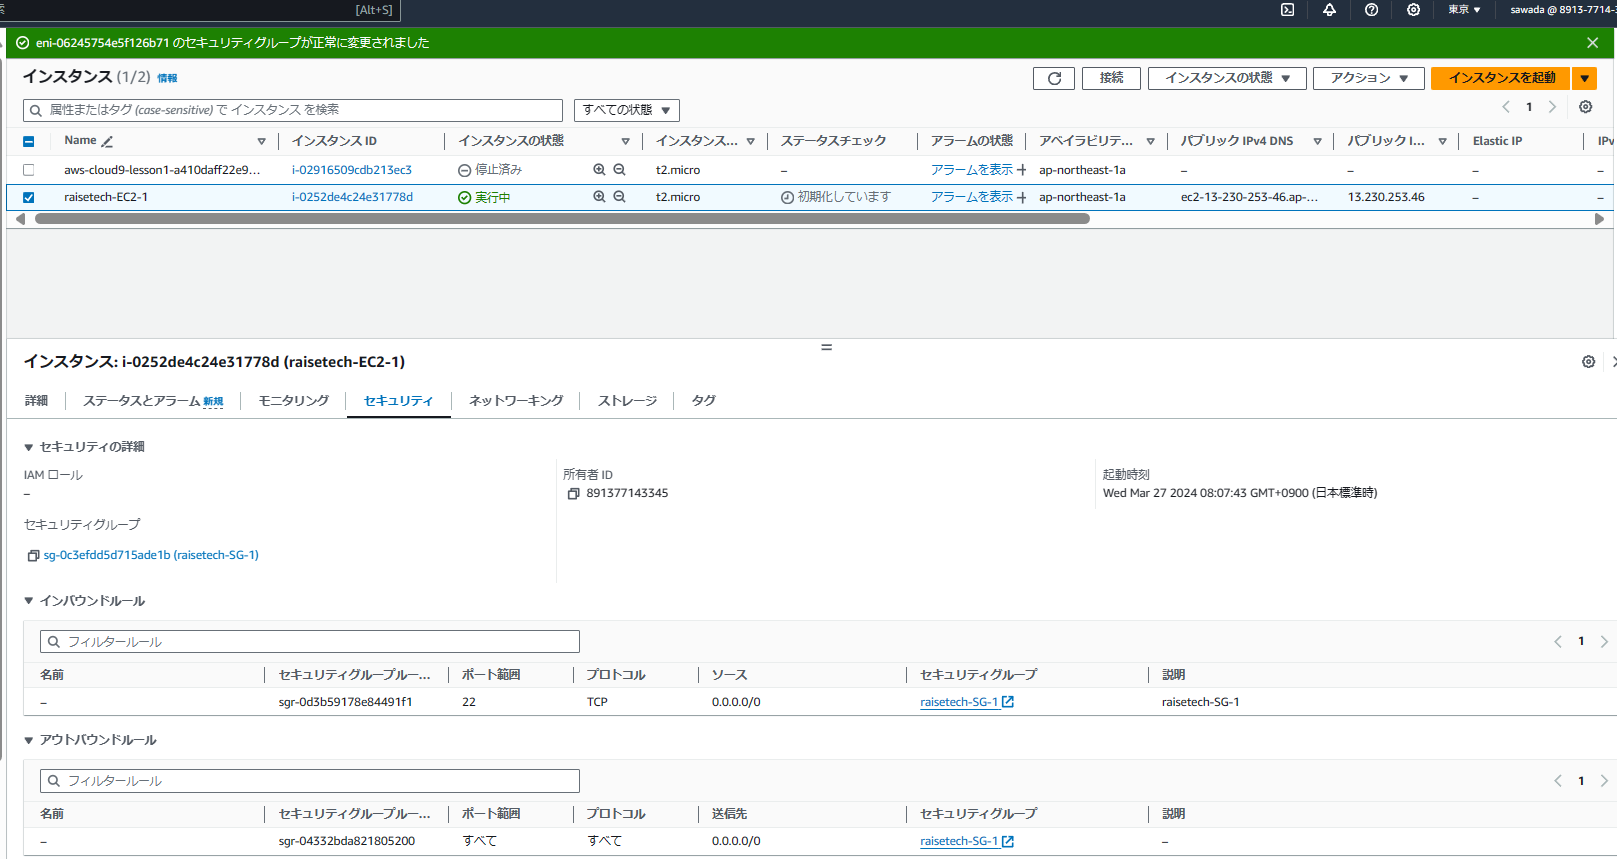 索 [Alt+S] 東京 ▼ sawada @ 8913-7714-3
eni-06245754e5f126b71 のセキュリティグループが正常に変更されました
インスタンス (1/2) 情報 接続 インスタンスの状態 ▼ アクション ▼ インスタンスを起動 ▼
属性またはタグ (case-sensitive) で インスタンス を検索 すべての状態 ▼ 1
Name インスタンス ID インスタンスの状態 インスタンス... ステータスチェック アラームの状態 アベイラビリテ... パブリック IPv4 DNS パブリック I... Elastic IP IPv
aws-cloud9-lesson1-a410daff22e9... i-02916509cdb213ec3 停止済み t2.micro – アラームを表示 + ap-northeast-1a – – – –
raisetech-EC2-1 i-0252de4c24e31778d 実行中 t2.micro 初期化しています アラームを表示 + ap-northeast-1a ec2-13-230-253-46.ap-... 13.230.253.46 – –
インスタンス: i-0252de4c24e31778d (raisetech-EC2-1)
詳細 ステータスとアラーム 新規 モニタリング セキュリティ ネットワーキング ストレージ タグ
▼ セキュリティの詳細
IAM ロール 所有者 ID 起動時刻
– 891377143345 Wed Mar 27 2024 08:07:43 GMT+0900 (日本標準時)
セキュリティグループ
sg-0c3efdd5d715ade1b (raisetech-SG-1)
▼ インバウンドルール
フィルタールール 1
名前 セキュリティグループルー... ポート範囲 プロトコル ソース セキュリティグループ 説明
– sgr-0d3b59178e84491f1 22 TCP 0.0.0.0/0 raisetech-SG-1 raisetech-SG-1
▼ アウトバウンドルール
フィルタールール 1
名前 セキュリティグループルー... ポート範囲 プロトコル 送信先 セキュリティグループ 説明
– sgr-04332bda821805200 すべて すべて 0.0.0.0/0 raisetech-SG-1 –